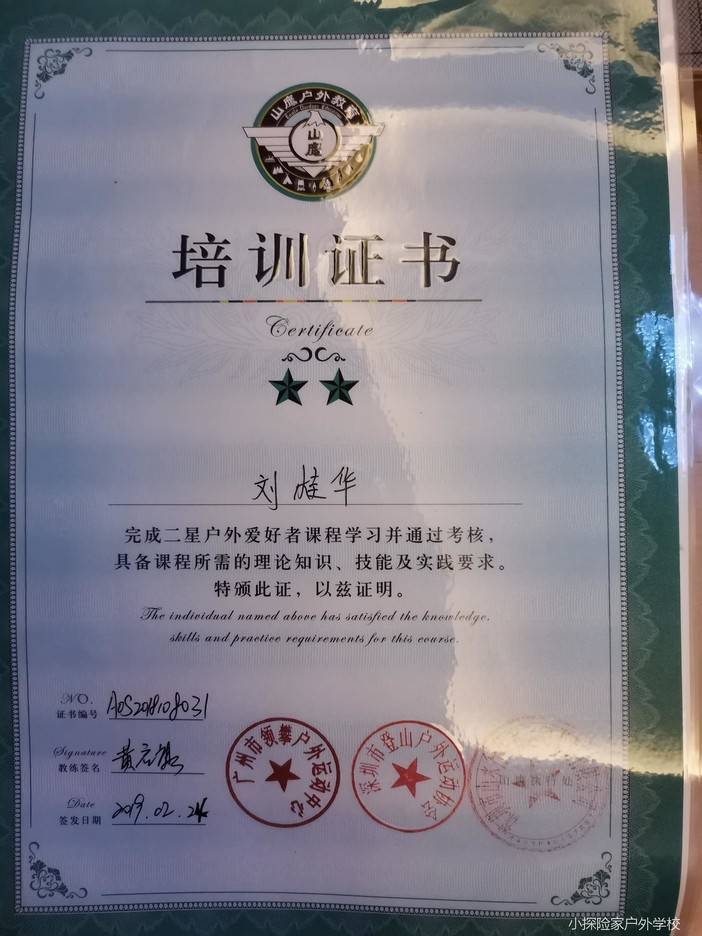 山鹰户外教育
山鹰
培训证书
Certificate
刘桂华
完成二星户外爱好者课程学习并通过考核，
具备课程所需的理论知识、技能及实践要求。
特颁此证，以兹证明。
The individual named above has satisfied the knowledge,
skills and practice requirements for this course.
NO.
证书编号
Signature
教练签名
Date
签发日期 2019.02.24
广州市领攀户外运动中心
深圳市登山户外运动协会
小探险家户外学校